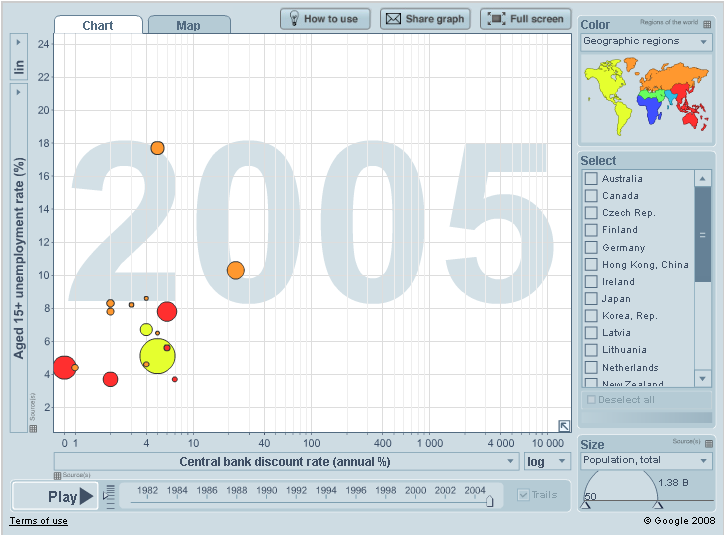 Chart
Map
How to use
Share graph
Full screen
Color
Regions of the world
Geographic regions
lin
Aged 15+ unemployment rate (%)
Source(s)
24
22
20
18
16
14
12
10
8
6
4
2
2005
0 1 4 10 40 100 400 1 000 4 000 10 000
Central bank discount rate (annual %)
log
Source(s)
Select
Australia
Canada
Czech Rep.
Finland
Germany
Hong Kong, China
Ireland
Japan
Korea, Rep.
Latvia
Lithuania
Netherlands
New Zealand
Deselect all
Size
Source(s)
Population, total
50
1.38 B
Play
1982 1984 1986 1988 1990 1992 1994 1996 1998 2000 2002 2004
Trails
Terms of use
© Google 2008